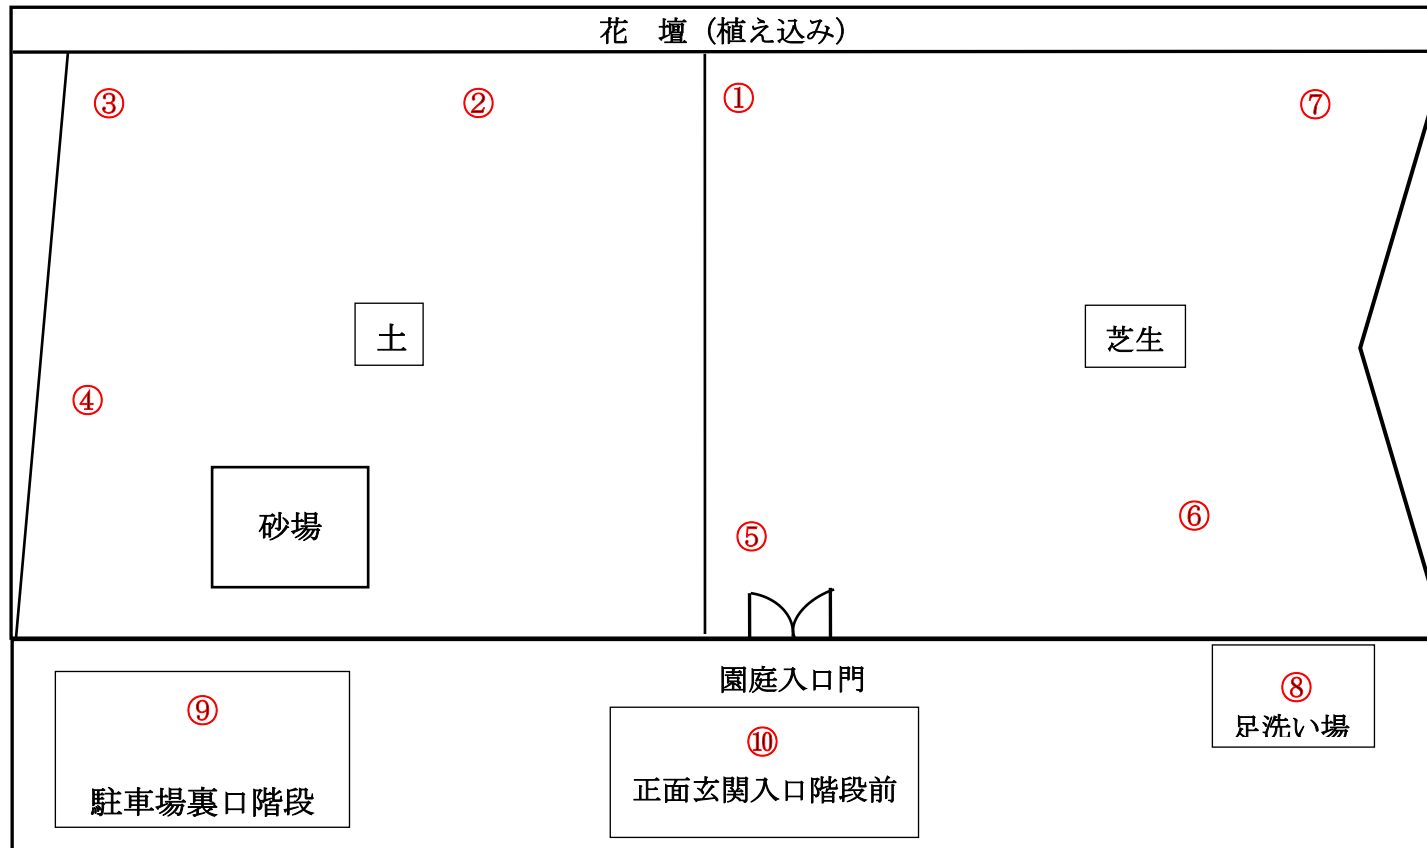 花　壇（植え込み）
③
②
①
⑦
土
芝生
④
砂場
⑤
⑥
園庭入口門
⑧
足洗い場
⑨
駐車場裏口階段
⑩
正面玄関入口階段前